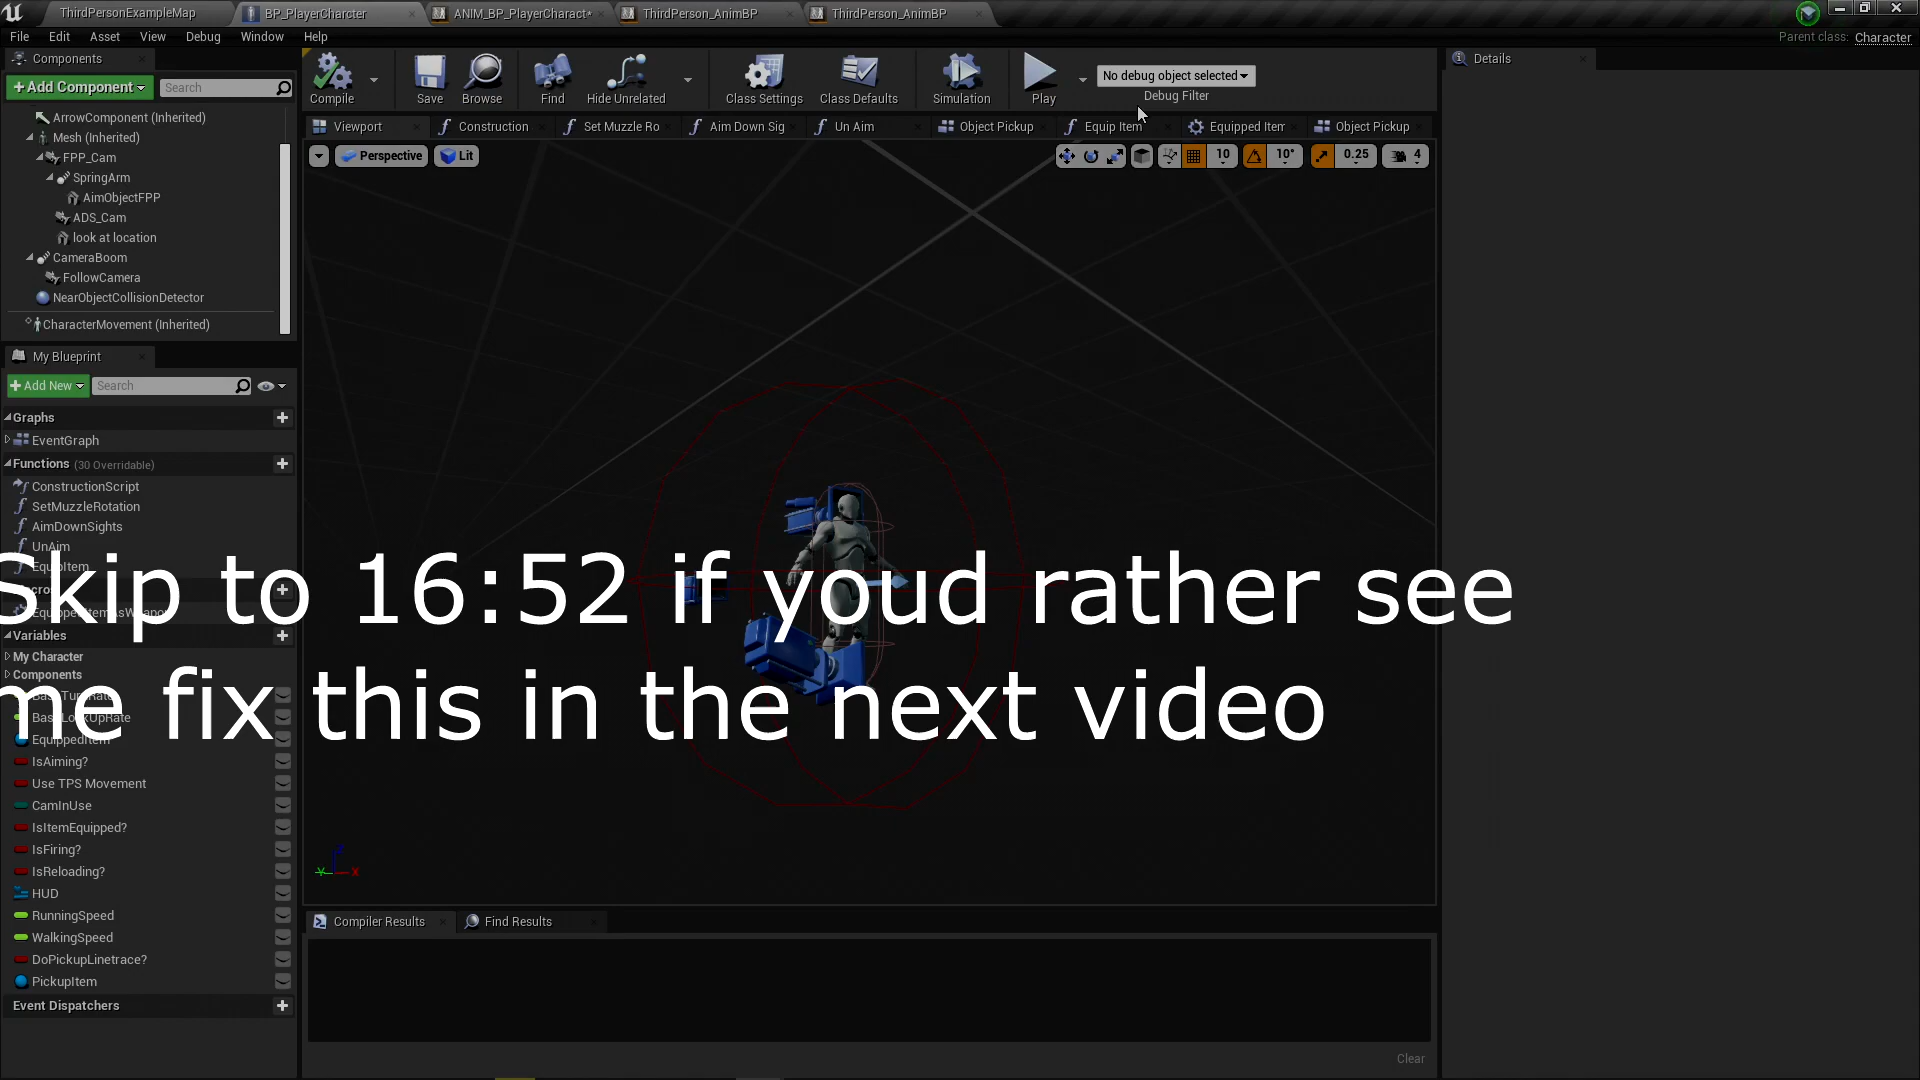 ThirdPersonExampleMap
BP_PlayerCharcter
ANIM_BP_PlayerCharact*
ThirdPerson_AnimBP
ThirdPerson_AnimBP
File Edit Asset View Debug Window Help
Parent class: Character
Components
Details
+Add Component
Search
Compile
Save
Browse
Find
Hide Unrelated
Class Settings
Class Defaults
Simulation
Play
No debug object selected
Debug Filter
Viewport
Construction
Set Muzzle Ro
Aim Down Sig
Un Aim
Object Pickup
Equip Item
Equipped Item
Object Pickup
Perspective
Lit
10
10°
0.25
4
ArrowComponent (Inherited)
Mesh (Inherited)
FPP_Cam
SpringArm
AimObjectFPP
ADS_Cam
look at location
CameraBoom
FollowCamera
NearObjectCollisionDetector
CharacterMovement (Inherited)
My Blueprint
+Add New
Search
Graphs
EventGraph
Functions (30 Overridable)
ConstructionScript
SetMuzzleRotation
AimDownSights
UnAim
EquipItem
Skip to 16:52 if youd rather see
me fix this in the next video
Variables
My Character
Components
BaseLookUpRate
EquippedItem
IsAiming?
Use TPS Movement
CamInUse
IsItemEquipped?
IsFiring?
IsReloading?
HUD
RunningSpeed
WalkingSpeed
DoPickupLinetrace?
PickupItem
Event Dispatchers
Compiler Results
Find Results
Clear